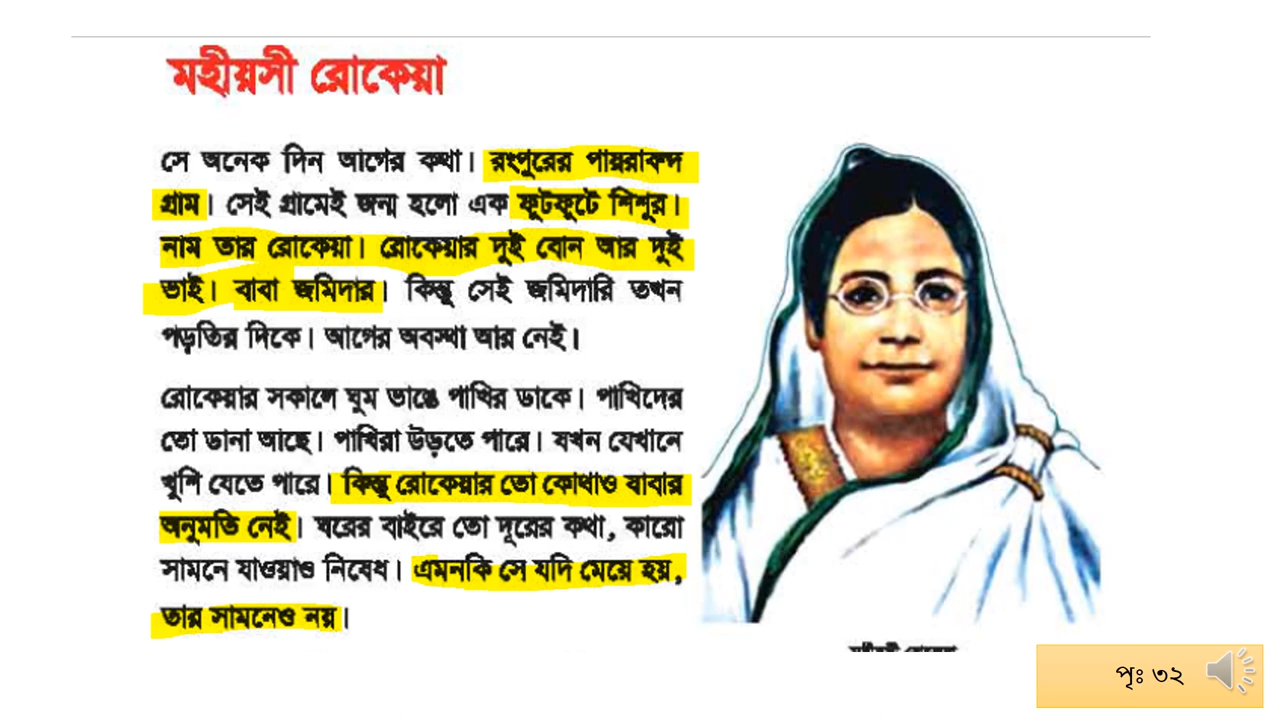 মহীয়সী রোকেয়া
সে অনেক দিন আগের কথা। রংপুরের পায়রাবন্দ
গ্রাম। সেই গ্রামেই জন্ম হলো এক ফুটফুটে শিশুর।
নাম তার রোকেয়া। রোকেয়ার দুই বোন আর দুই
ভাই। বাবা জমিদার। কিন্তু সেই জমিদারি তখন
পড়তির দিকে। আগের অবস্থা আর নেই।
রোকেয়ার সকালে ঘুম ভাঙে পাখির ডাকে। পাখিদের
তো ডানা আছে। পাখিরা উড়তে পারে। যখন যেখানে
খুশি যেতে পারে। কিন্তু রোকেয়ার তো কোথাও যাবার
অনুমতি নেই। ঘরের বাইরে তো দূরের কথা, কারো
সামনে যাওয়াও নিষেধ। এমনকি সে যদি মেয়ে হয়,
তার সামনেও নয়।
পৃঃ ৩২